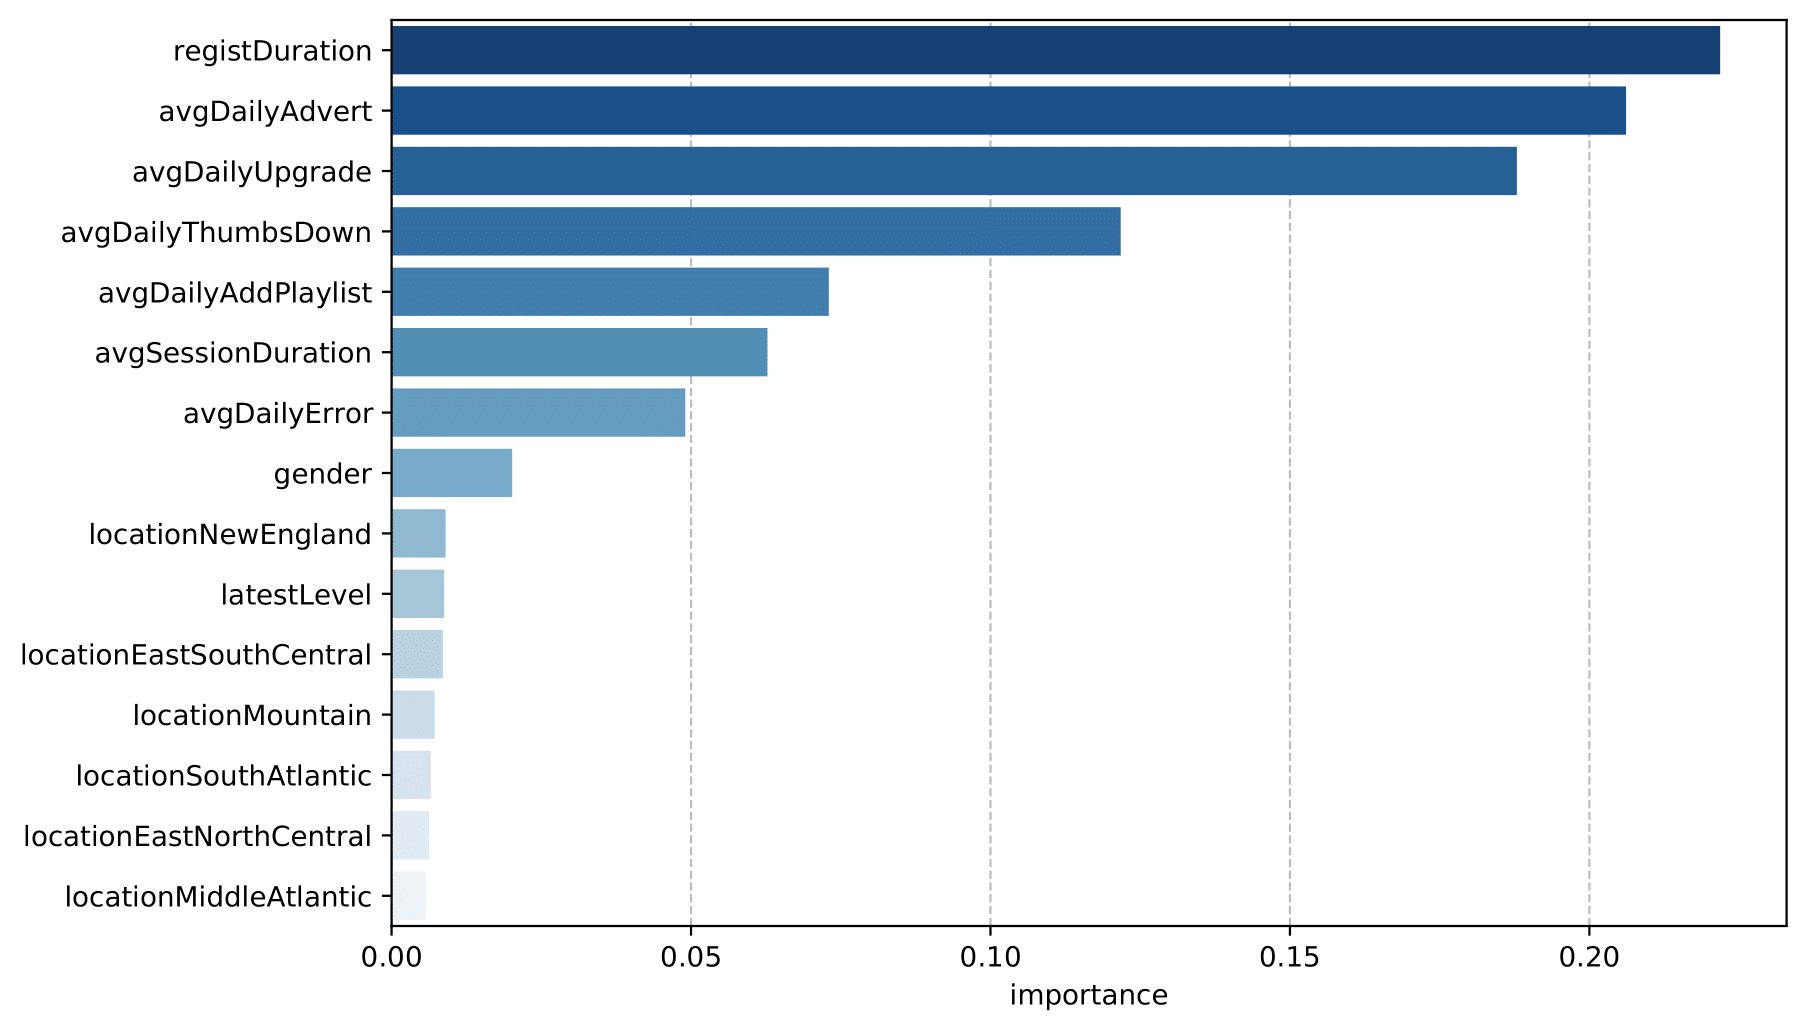 registDuration
avgDailyAdvert
avgDailyUpgrade
avgDailyThumbsDown
avgDailyAddPlaylist
avgSessionDuration
avgDailyError
gender
locationNewEngland
latestLevel
locationEastSouthCentral
locationMountain
locationSouthAtlantic
locationEastNorthCentral
locationMiddleAtlantic
0.00 0.05 0.10 0.15 0.20
importance